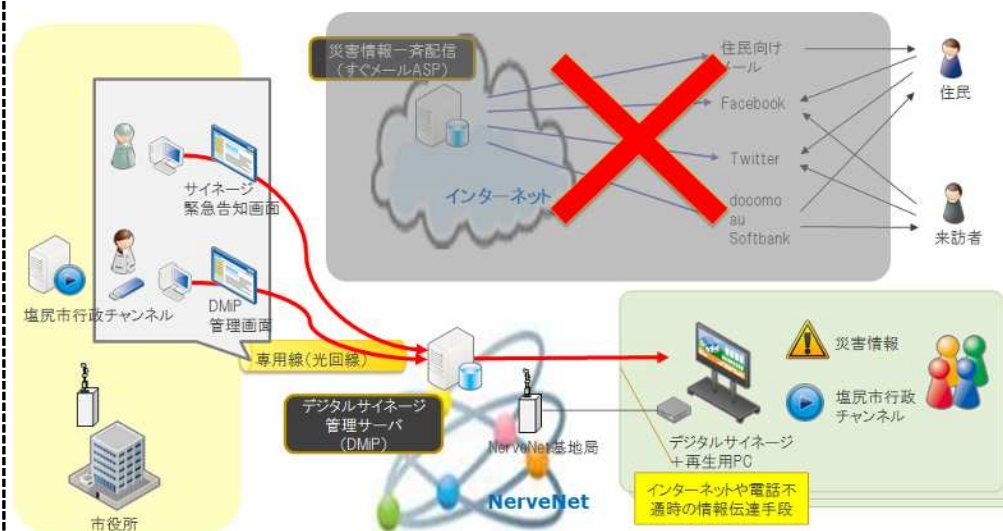 災害情報一斉配信
(すぐメールASP)
インターネット
住民向け
メール
Facebook
Twitter
docomo
au
Softbank
住民
来訪者
サイネージ
緊急告知画面
DMiP
管理画面
塩尻市行政チャンネル
専用線(光回線)
デジタルサイネージ
管理サーバ
(DMiP)
NerveNet基地局
NerveNet
市役所
災害情報
塩尻市行政
チャンネル
デジタルサイネージ
+再生用PC
インターネットや電話不
通時の情報伝達手段